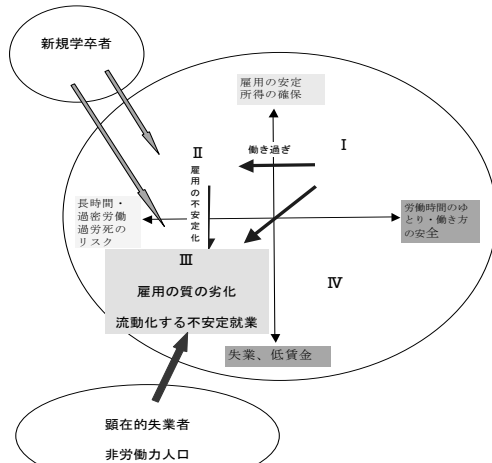 新規学卒者
雇用の安定
所得の確保
働き過ぎ
Ⅰ
Ⅱ
雇用の不安定化
長時間・
過密労働
過労死の
リスク
労働時間のゆ
とり・働き方
の安全
Ⅲ
雇用の質の劣化
流動化する不安定就業
Ⅳ
失業、低賃金
顕在的失業者
非労働力人口